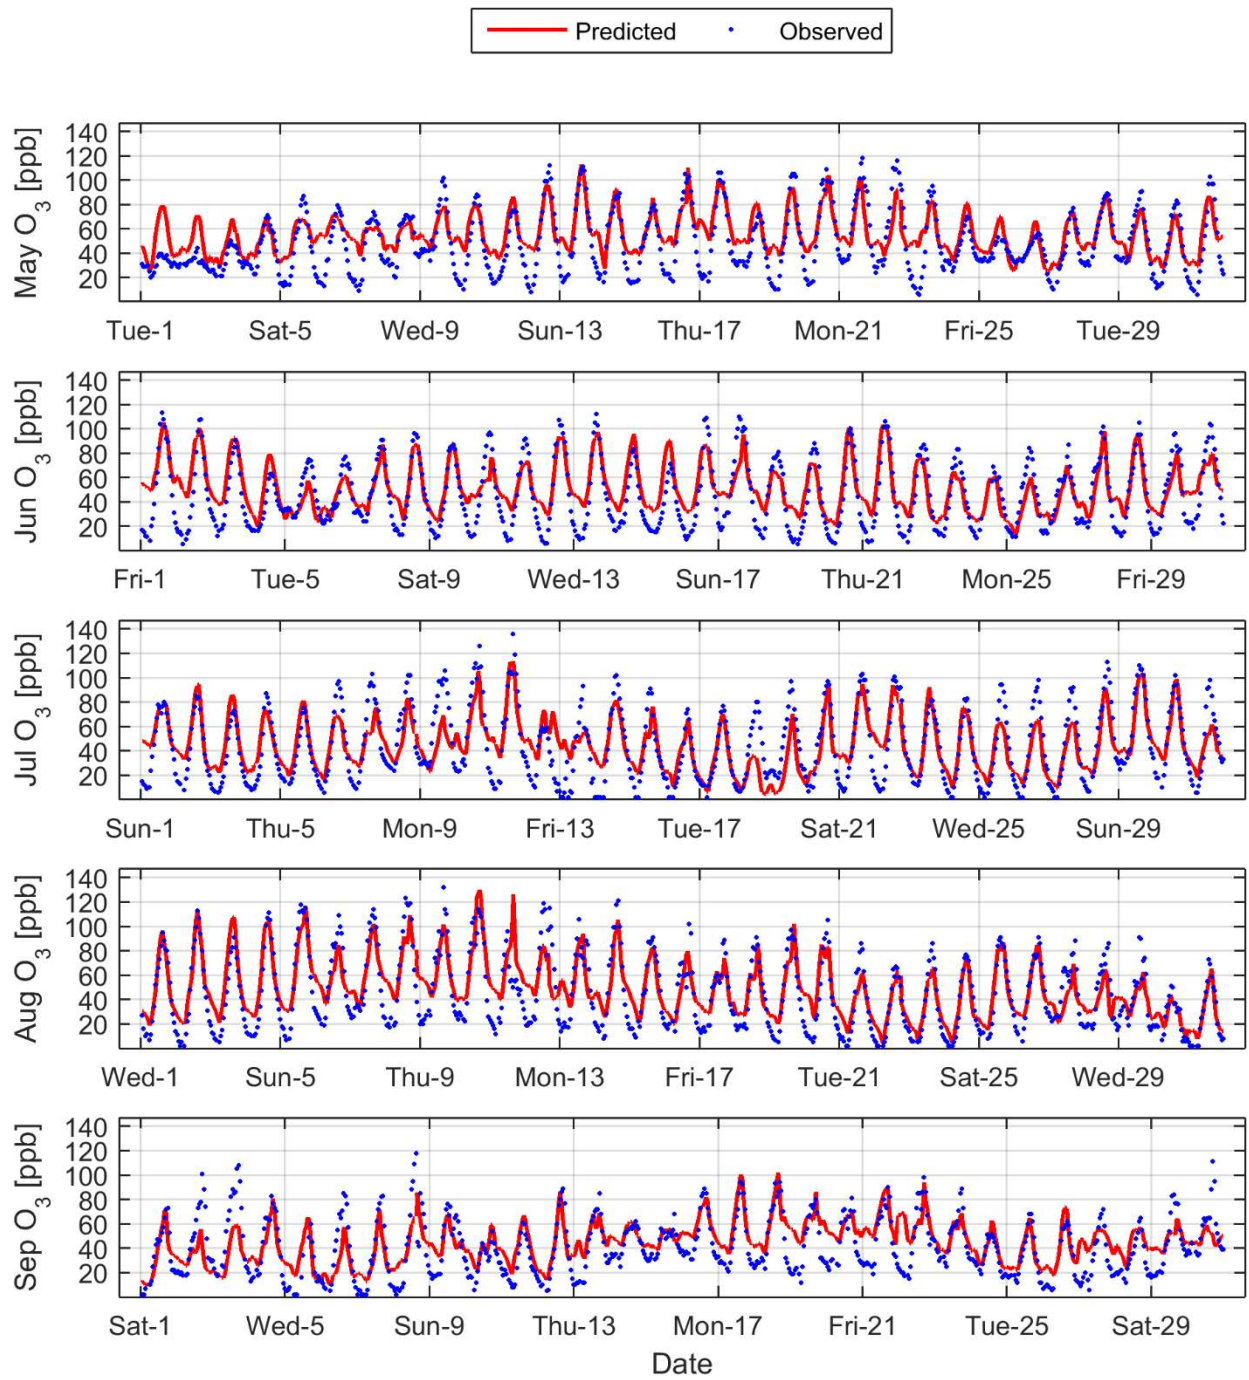 Predicted Observed
May O3 [ppb]
140
120
100
80
60
40
20
Tue-1 Sat-5 Wed-9 Sun-13 Thu-17 Mon-21 Fri-25 Tue-29
Jun O3 [ppb]
140
120
100
80
60
40
20
Fri-1 Tue-5 Sat-9 Wed-13 Sun-17 Thu-21 Mon-25 Fri-29
Jul O3 [ppb]
140
120
100
80
60
40
20
Sun-1 Thu-5 Mon-9 Fri-13 Tue-17 Sat-21 Wed-25 Sun-29
Aug O3 [ppb]
140
120
100
80
60
40
20
Wed-1 Sun-5 Thu-9 Mon-13 Fri-17 Tue-21 Sat-25 Wed-29
Sep O3 [ppb]
140
120
100
80
60
40
20
Sat-1 Wed-5 Sun-9 Thu-13 Mon-17 Fri-21 Tue-25 Sat-29
Date